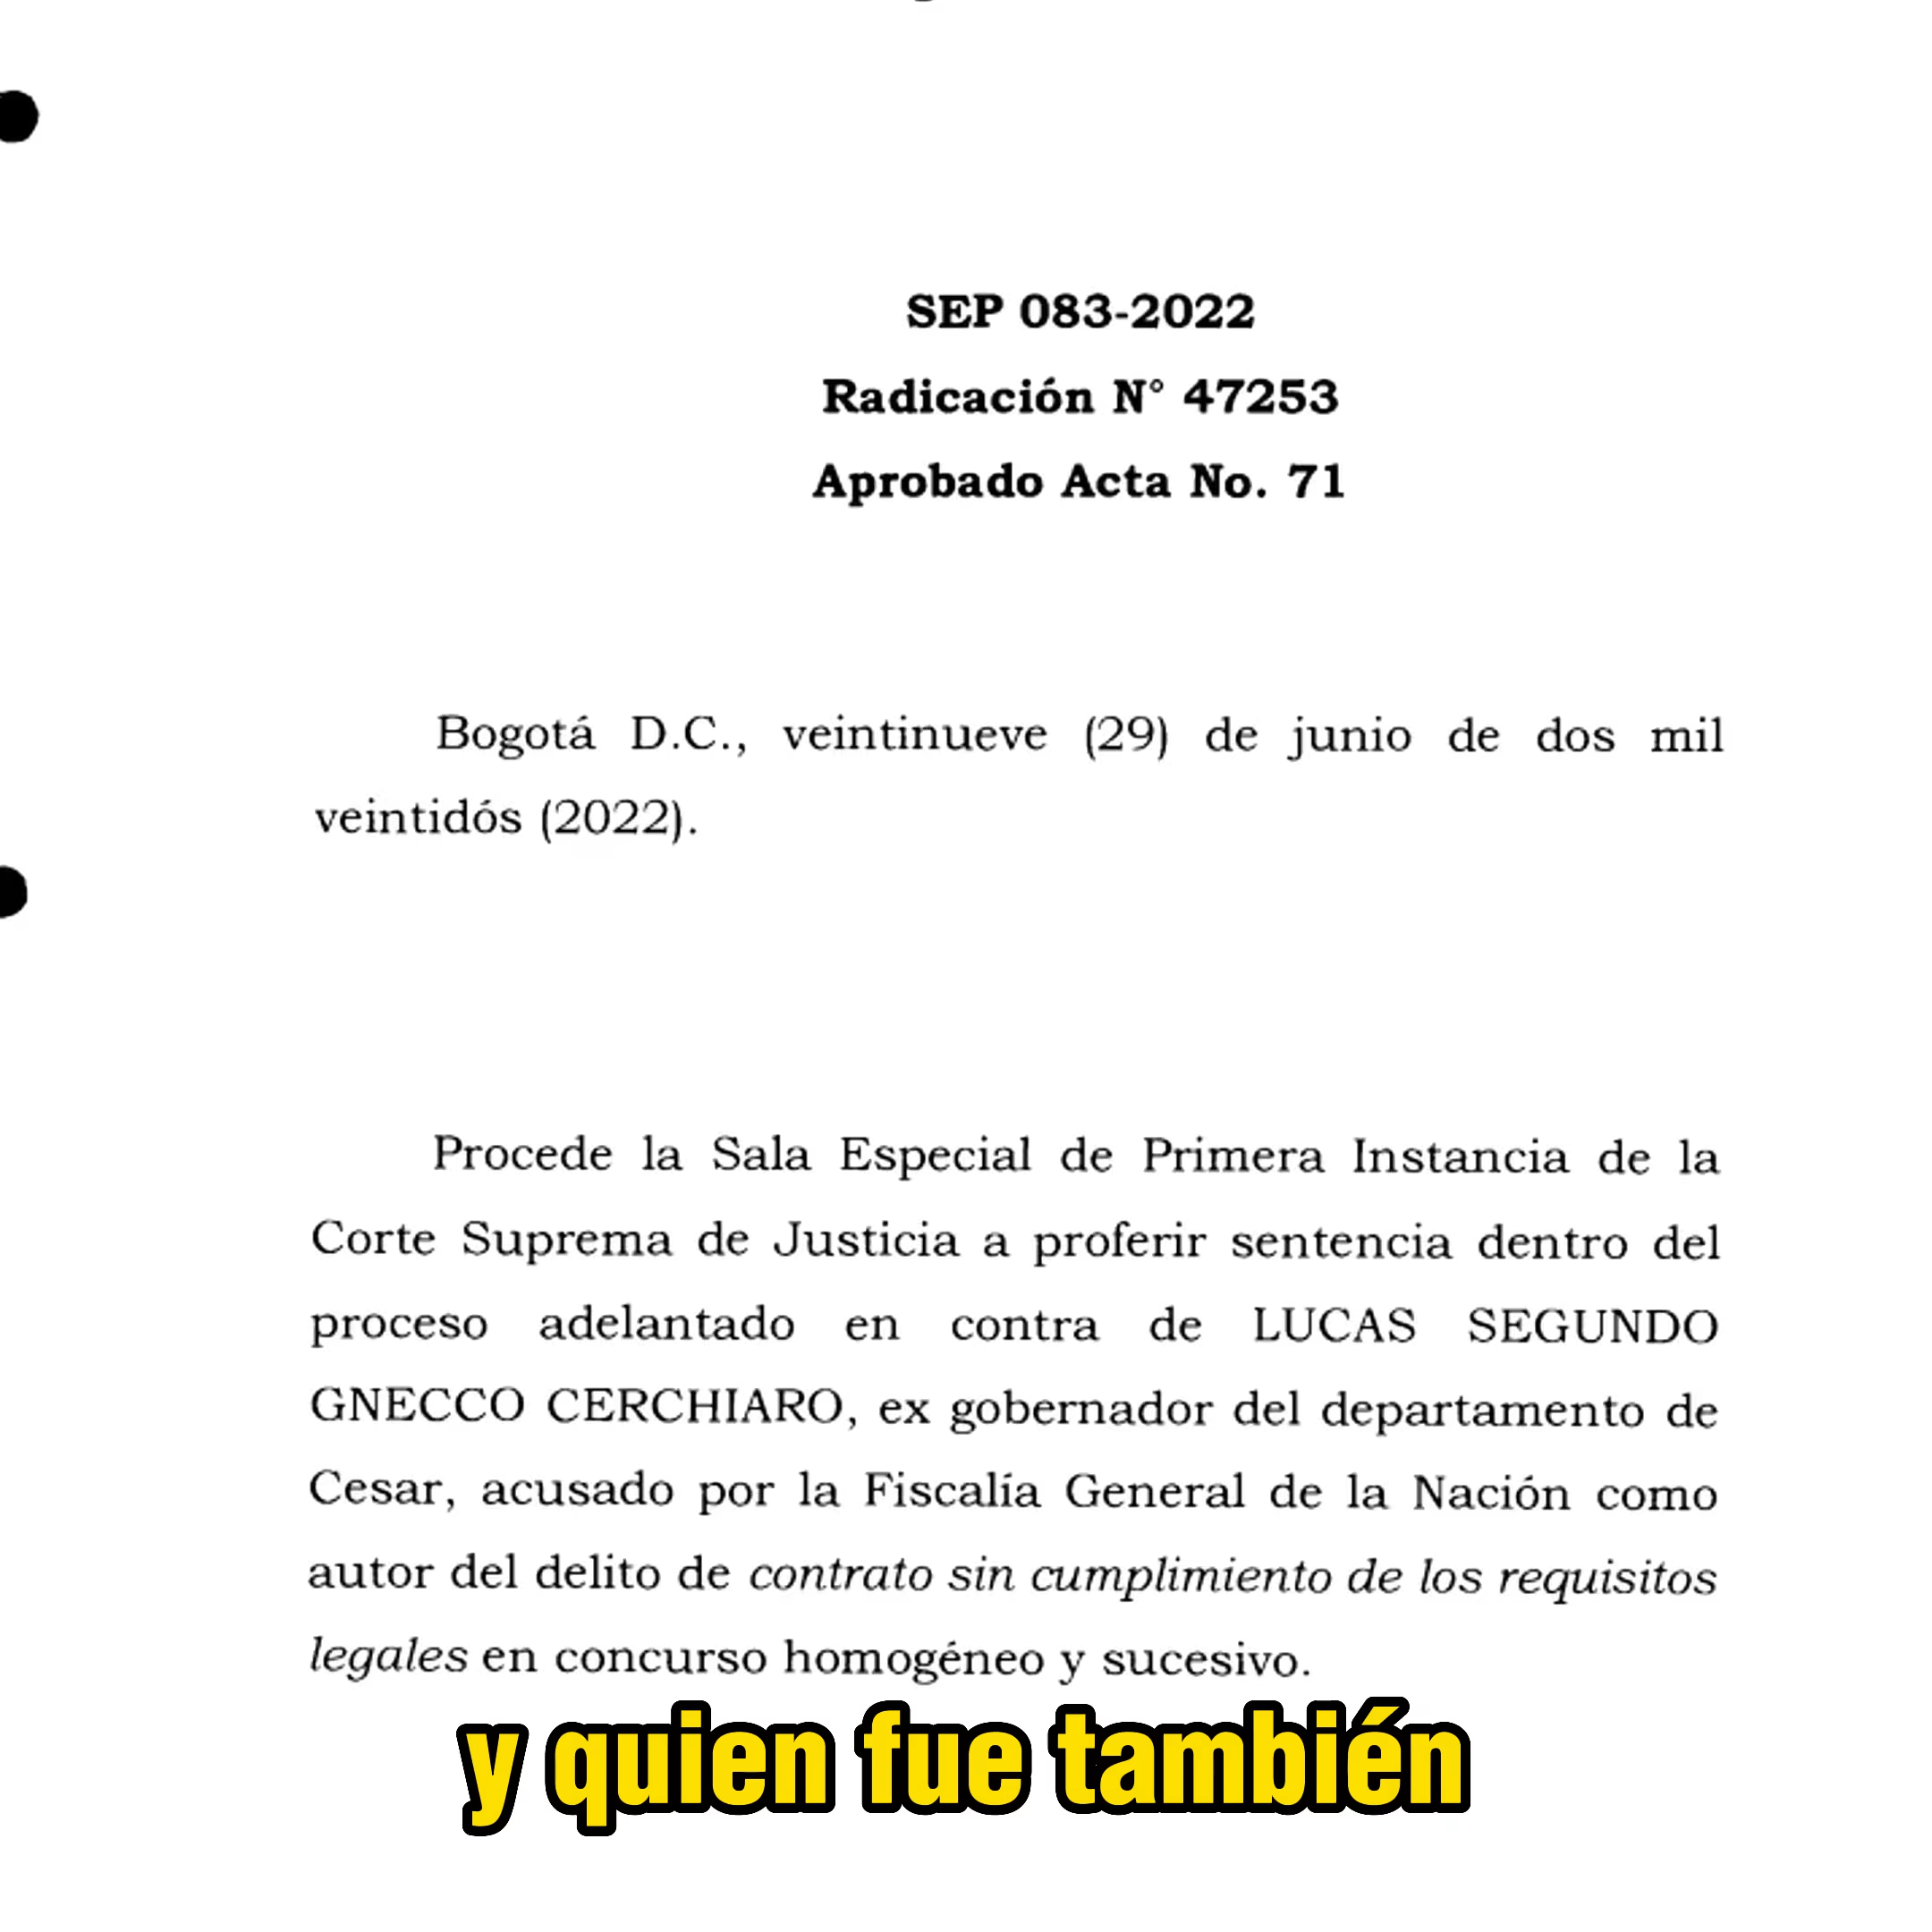 SEP 083-2022
Radicación N° 47253
Aprobado Acta No. 71
Bogotá D.C., veintinueve (29) de junio de dos mil
veintidós (2022).
Procede la Sala Especial de Primera Instancia de la
Corte Suprema de Justicia a proferir sentencia dentro del
proceso adelantado en contra de LUCAS SEGUNDO
GNECCO CERCHIARO, ex gobernador del departamento de
Cesar, acusado por la Fiscalía General de la Nación como
autor del delito de contrato sin cumplimiento de los requisitos
legales en concurso homogéneo y sucesivo.
y quien fue también